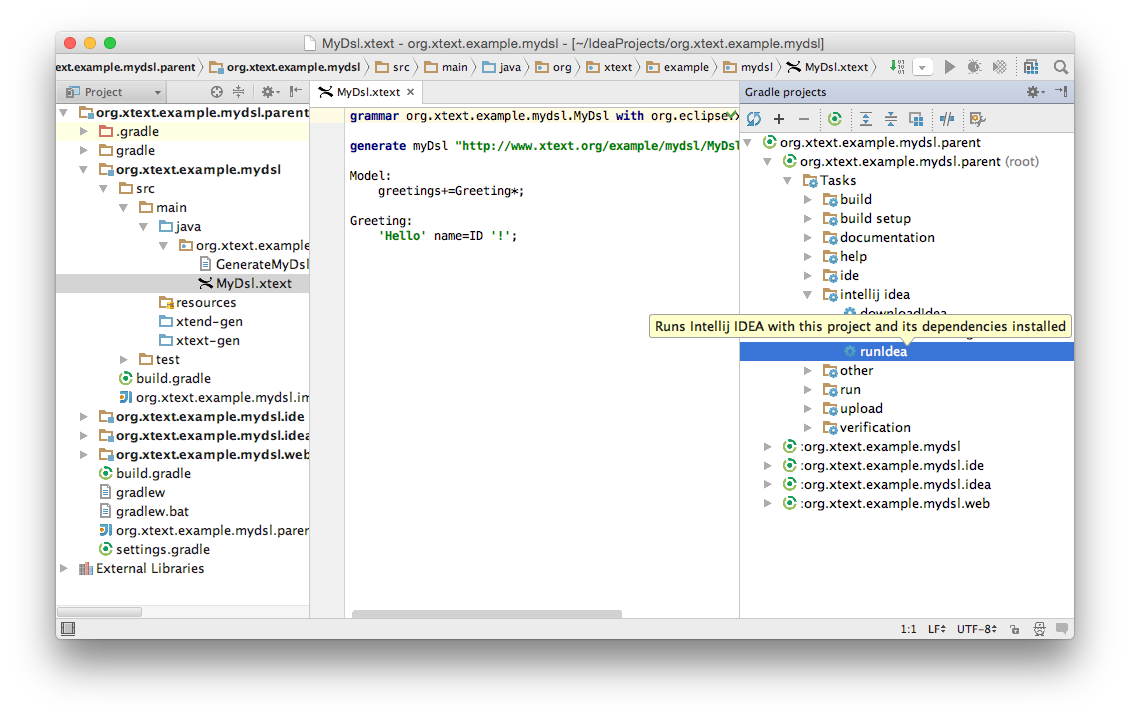 MyDsl.xtext - org.xtext.example.mydsl - [~/IdeaProjects/org.xtext.example.mydsl]
ext.example.mydsl.parent org.xtext.example.mydsl src main java org xtext example mydsl MyDsl.xtext
Project
MyDsl.xtext
Gradle projects
org.xtext.example.mydsl.parent
.gradle
gradle
org.xtext.example.mydsl
src
main
java
org.xtext.example
GenerateMyDsl
MyDsl.xtext
resources
xtend-gen
xtext-gen
test
build.gradle
org.xtext.example.mydsl.im
org.xtext.example.mydsl.ide
org.xtext.example.mydsl.idea
org.xtext.example.mydsl.web
build.gradle
gradlew
gradlew.bat
org.xtext.example.mydsl.parer
settings.gradle
External Libraries
grammar org.xtext.example.mydsl.MyDsl with org.eclipse
generate myDsl "http://www.xtext.org/example/mydsl/MyDsl
Model:
greetings+=Greeting*;
Greeting:
'Hello' name=ID '!';
org.xtext.example.mydsl.parent
org.xtext.example.mydsl.parent (root)
Tasks
build
build setup
documentation
help
ide
intellij idea
downloadIdea
Runs Intellij IDEA with this project and its dependencies installed
runIdea
other
run
upload
verification
:org.xtext.example.mydsl
:org.xtext.example.mydsl.ide
:org.xtext.example.mydsl.idea
:org.xtext.example.mydsl.web
1:1 LF UTF-8